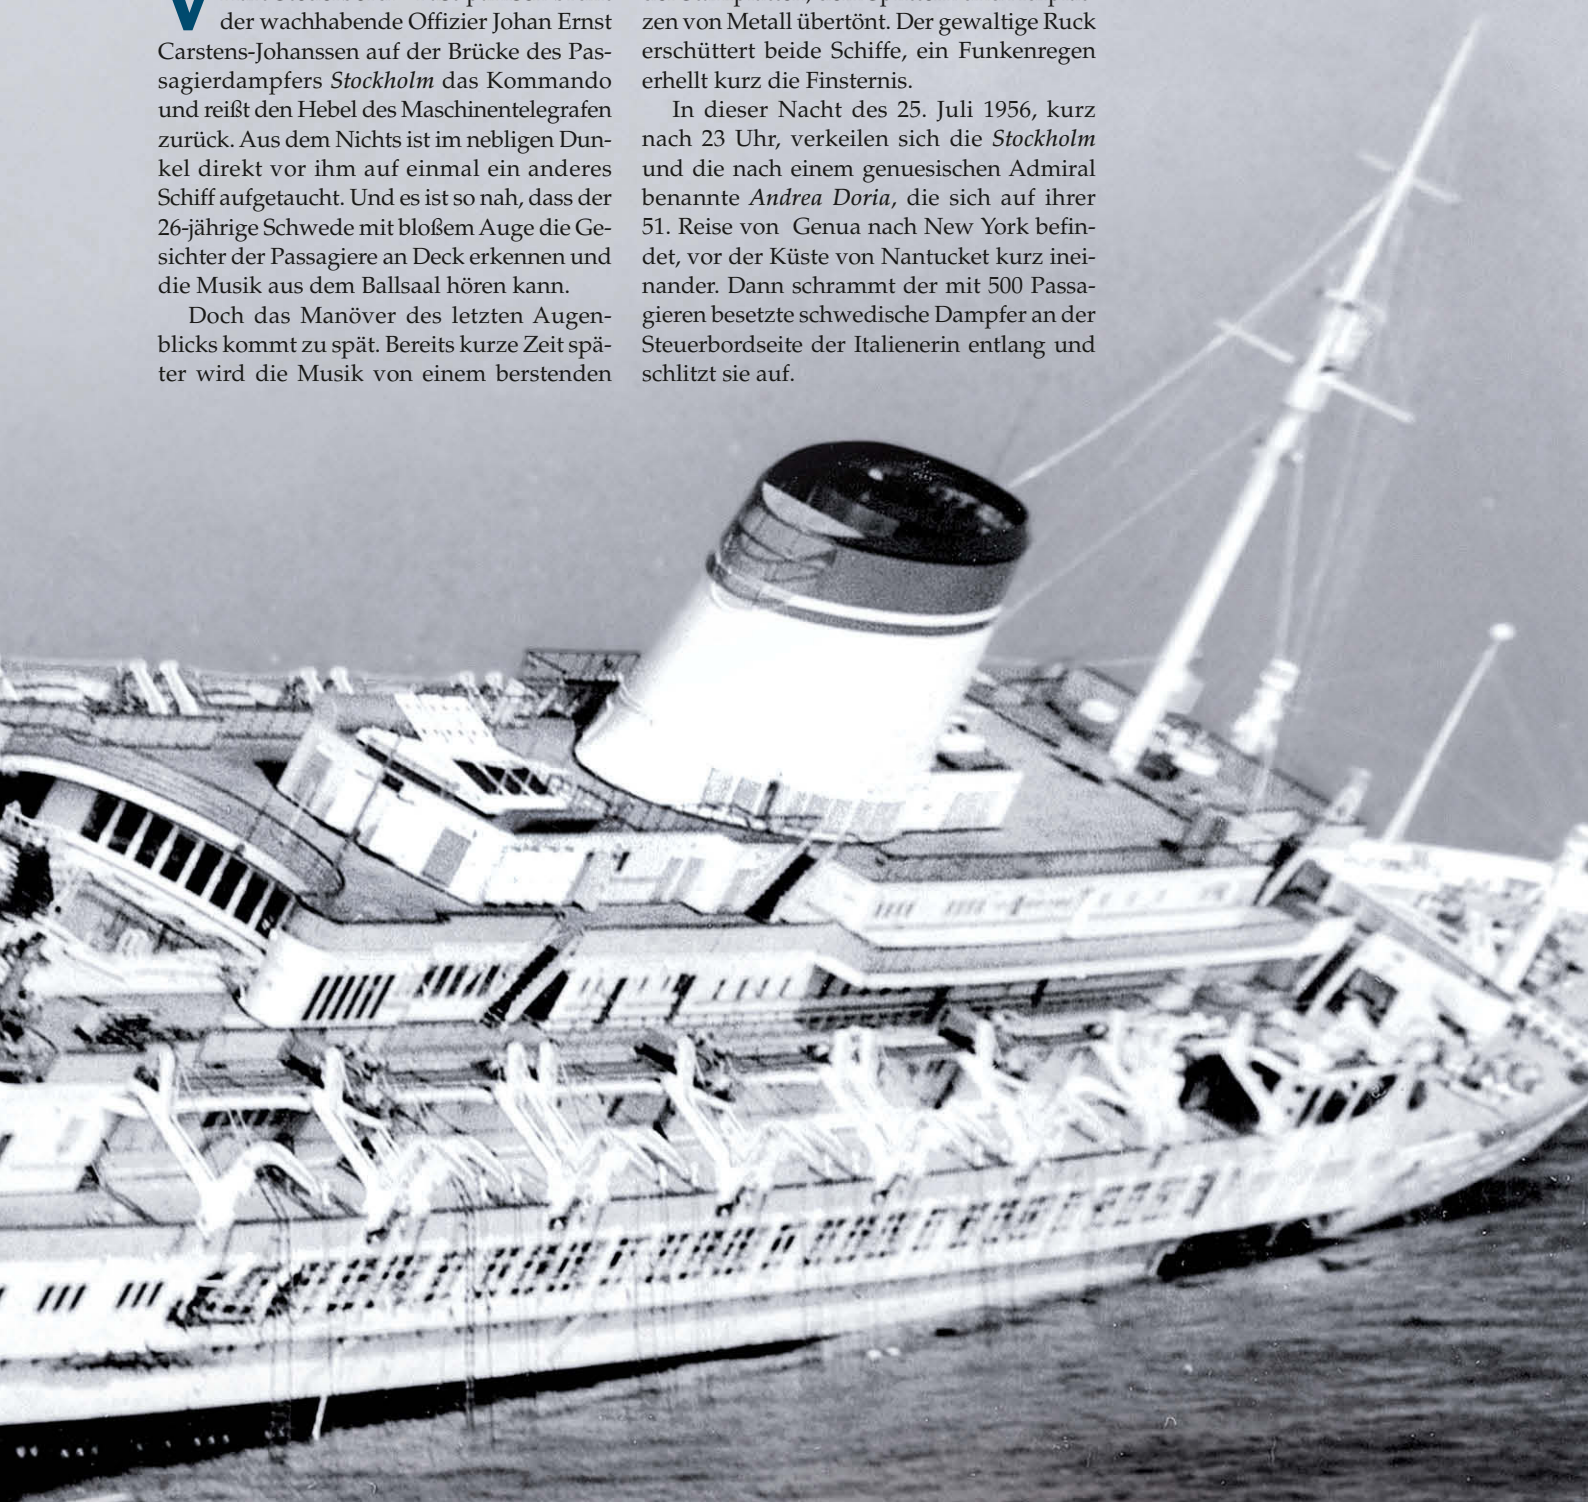 V
der wachhabende Offizier Johan Ernst
Carstens-Johanssen auf der Brücke des Pas-
sagierdampfers Stockholm das Kommando
und reißt den Hebel des Maschinentelegrafen
zurück. Aus dem Nichts ist im nebligen Dun-
kel direkt vor ihm auf einmal ein anderes
Schiff aufgetaucht. Und es ist so nah, dass der
26-jährige Schwede mit bloßem Auge die Ge-
sichter der Passagiere an Deck erkennen und
die Musik aus dem Ballsaal hören kann.
Doch das Manöver des letzten Augen-
blicks kommt zu spät. Bereits kurze Zeit spä-
ter wird die Musik von einem berstenden
zen von Metall übertönt. Der gewaltige Ruck
erschüttert beide Schiffe, ein Funkenregen
erhellt kurz die Finsternis.
In dieser Nacht des 25. Juli 1956, kurz
nach 23 Uhr, verkeilen sich die Stockholm
und die nach einem genuesischen Admiral
benannte Andrea Doria, die sich auf ihrer
51. Reise von Genua nach New York befin-
det, vor der Küste von Nantucket kurz inei-
nander. Dann schrammt der mit 500 Passa-
gieren besetzte schwedische Dampfer an der
Steuerbordseite der Italienerin entlang und
schlitzt sie auf.